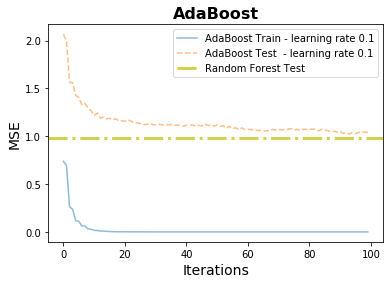 AdaBoost
AdaBoost Train - learning rate 0.1
AdaBoost Test - learning rate 0.1
Random Forest Test
MSE
2.0
1.5
1.0
0.5
0.0
0 20 40 60 80 100
Iterations